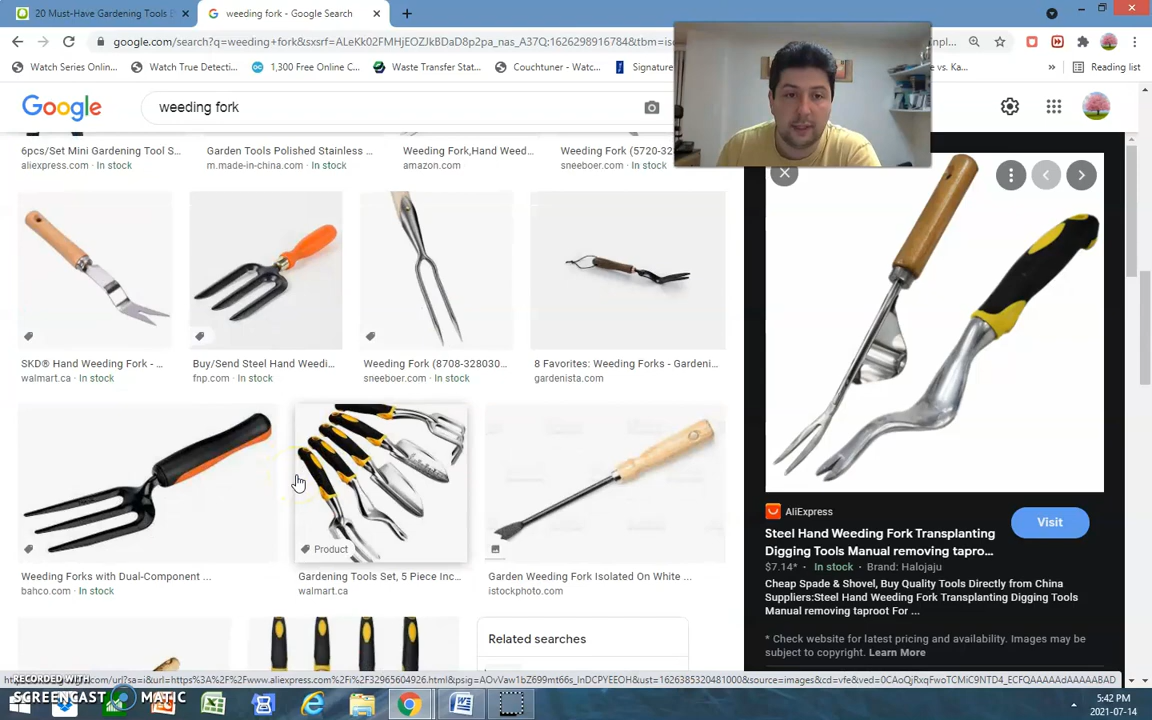 20 Must-Have Gardening Tools E
weeding fork - Google Search
google.com/search?q=weeding+fork&sxsrf=ALeKk02FMHjEOZJkBDaD8p2pa_nas_A37Q:1626298916784&tbm=isc
Watch Series Onlin...
Watch True Detecti...
1,300 Free Online C...
Waste Transfer Stat...
Couchtuner - Watc...
Signature
vs. Ka...
»
Reading list
Google
weeding fork
6pcs/Set Mini Gardening Tool S...
Garden Tools Polished Stainless ...
Weeding Fork,Hand Weed...
Weeding Fork (5720-32
aliexpress.com · In stock
m.made-in-china.com · In stock
amazon.com
sneeboer.com · In stock
SKD® Hand Weeding Fork - ...
Buy/Send Steel Hand Weedi...
Weeding Fork (8708-328030...
8 Favorites: Weeding Forks - Gardeni...
walmart.ca · In stock
fnp.com · In stock
sneeboer.com · In stock
gardenista.com
Product
Weeding Forks with Dual-Component ...
Gardening Tools Set, 5 Piece Inc...
Garden Weeding Fork Isolated On White ...
bahco.com · In stock
walmart.ca
istockphoto.com
Related searches
AliExpress
Steel Hand Weeding Fork Transplanting
Digging Tools Manual removing tapro...
Visit
$7.14* · In stock · Brand: Halojaju
Cheap Spade & Shovel, Buy Quality Tools Directly from China
Suppliers:Steel Hand Weeding Fork Transplanting Digging Tools
Manual removing taproot For ...
* Check website for latest pricing and availability. Images may be
subject to copyright. Learn More
RECORDED WITH
SCREENCAST MATIC
5:42 PM
2021-07-14